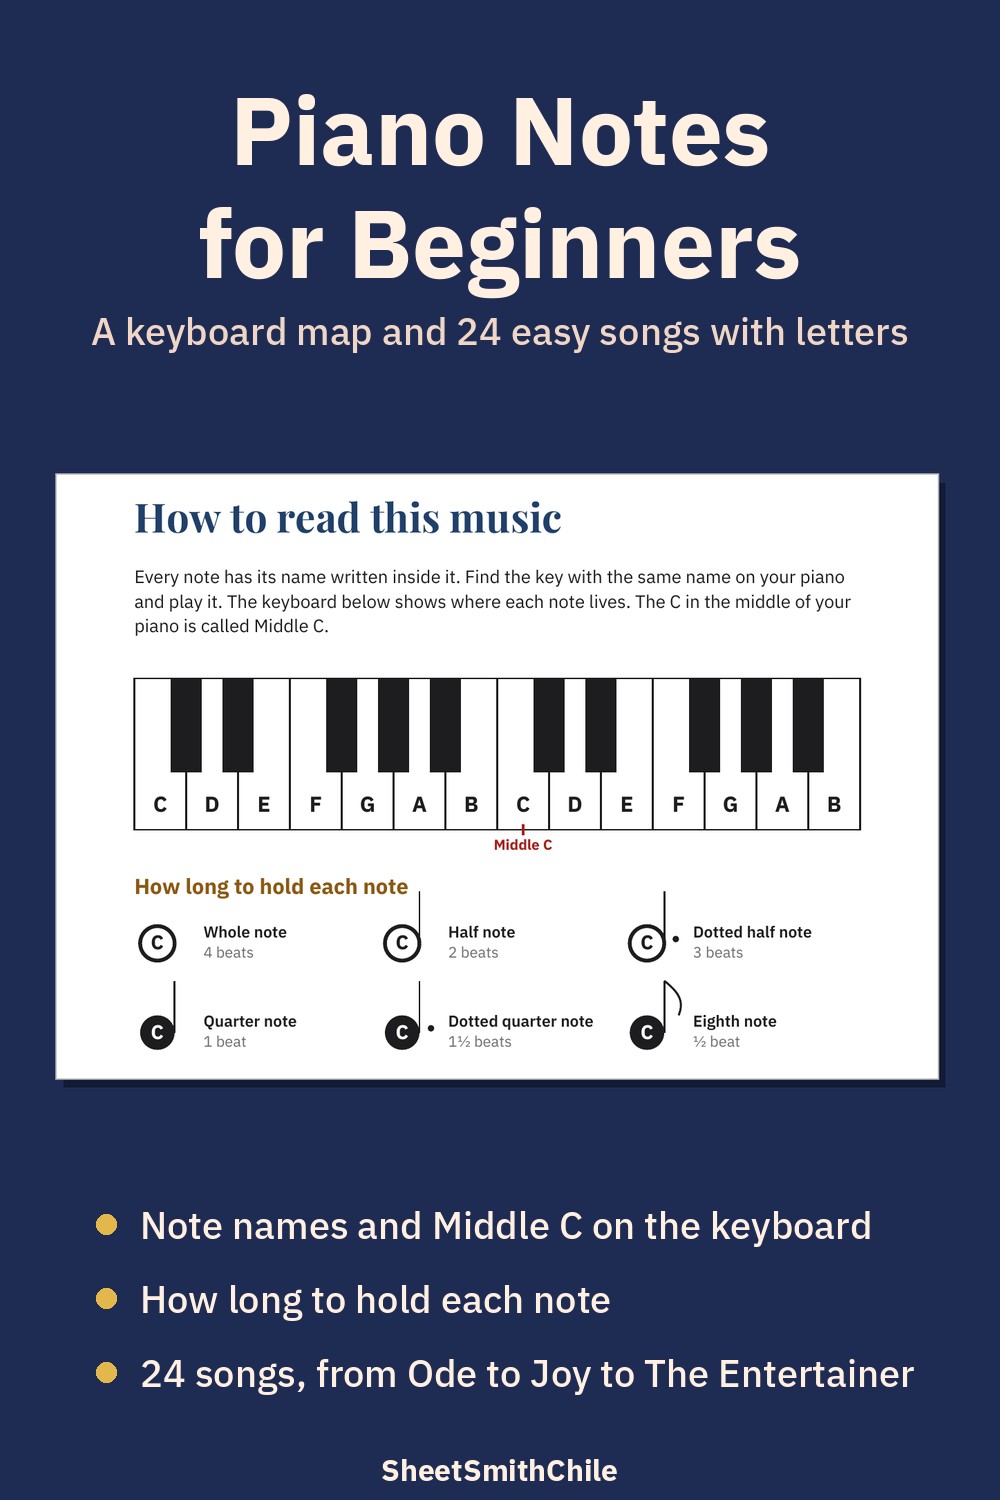 Piano Notes
for Beginners
A keyboard map and 24 easy songs with letters
How to read this music
Every note has its name written inside it. Find the key with the same name on your piano
and play it. The keyboard below shows where each note lives. The C in the middle of your
piano is called Middle C.
C D E F G A B C D E F G A B
Middle C
How long to hold each note
C Whole note C Half note C Dotted half note
4 beats 2 beats 3 beats
C Quarter note C Dotted quarter note C Eighth note
1 beat 1½ beats ½ beat
Note names and Middle C on the keyboard
How long to hold each note
24 songs, from Ode to Joy to The Entertainer
SheetSmithChile